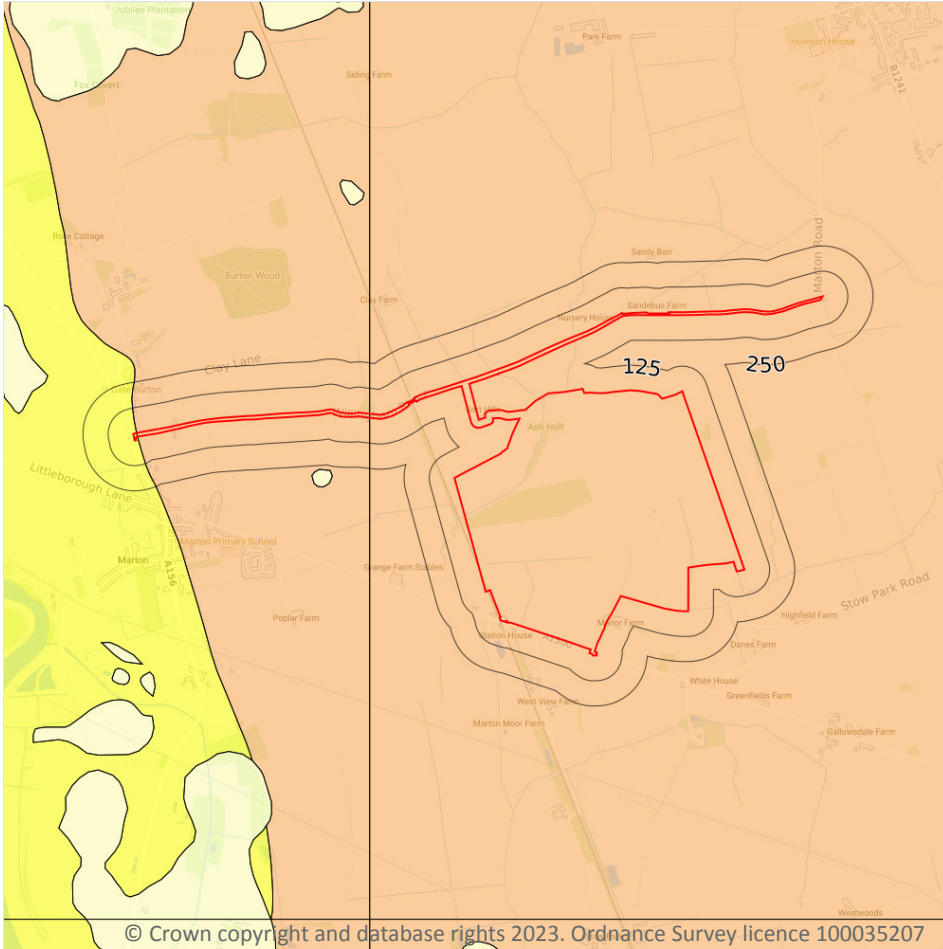 Jubilee Plantation
Park Farm
Howson House
Siding Farm
B1241
Fox Covert
Rose Cottage
Sandy Barr
Marton Road
Burton Wood
Clay Farm
Sandebus Farm
Nursery House
Clay Lane
125
250
Gate Burton
Ash Holt
Littleborough Lane
Marton Primary School
Marton
A156
Grange Farm Stables
Stow Park Road
Poplar Farm
Highfield Farm
Manor Farm
Station House
A1500
Danes Farm
White House
Greenfields Farm
West View Farm
Marton Moor Farm
Gallowsdale Farm
Westwoods
© Crown copyright and database rights 2023. Ordnance Survey licence 100035207